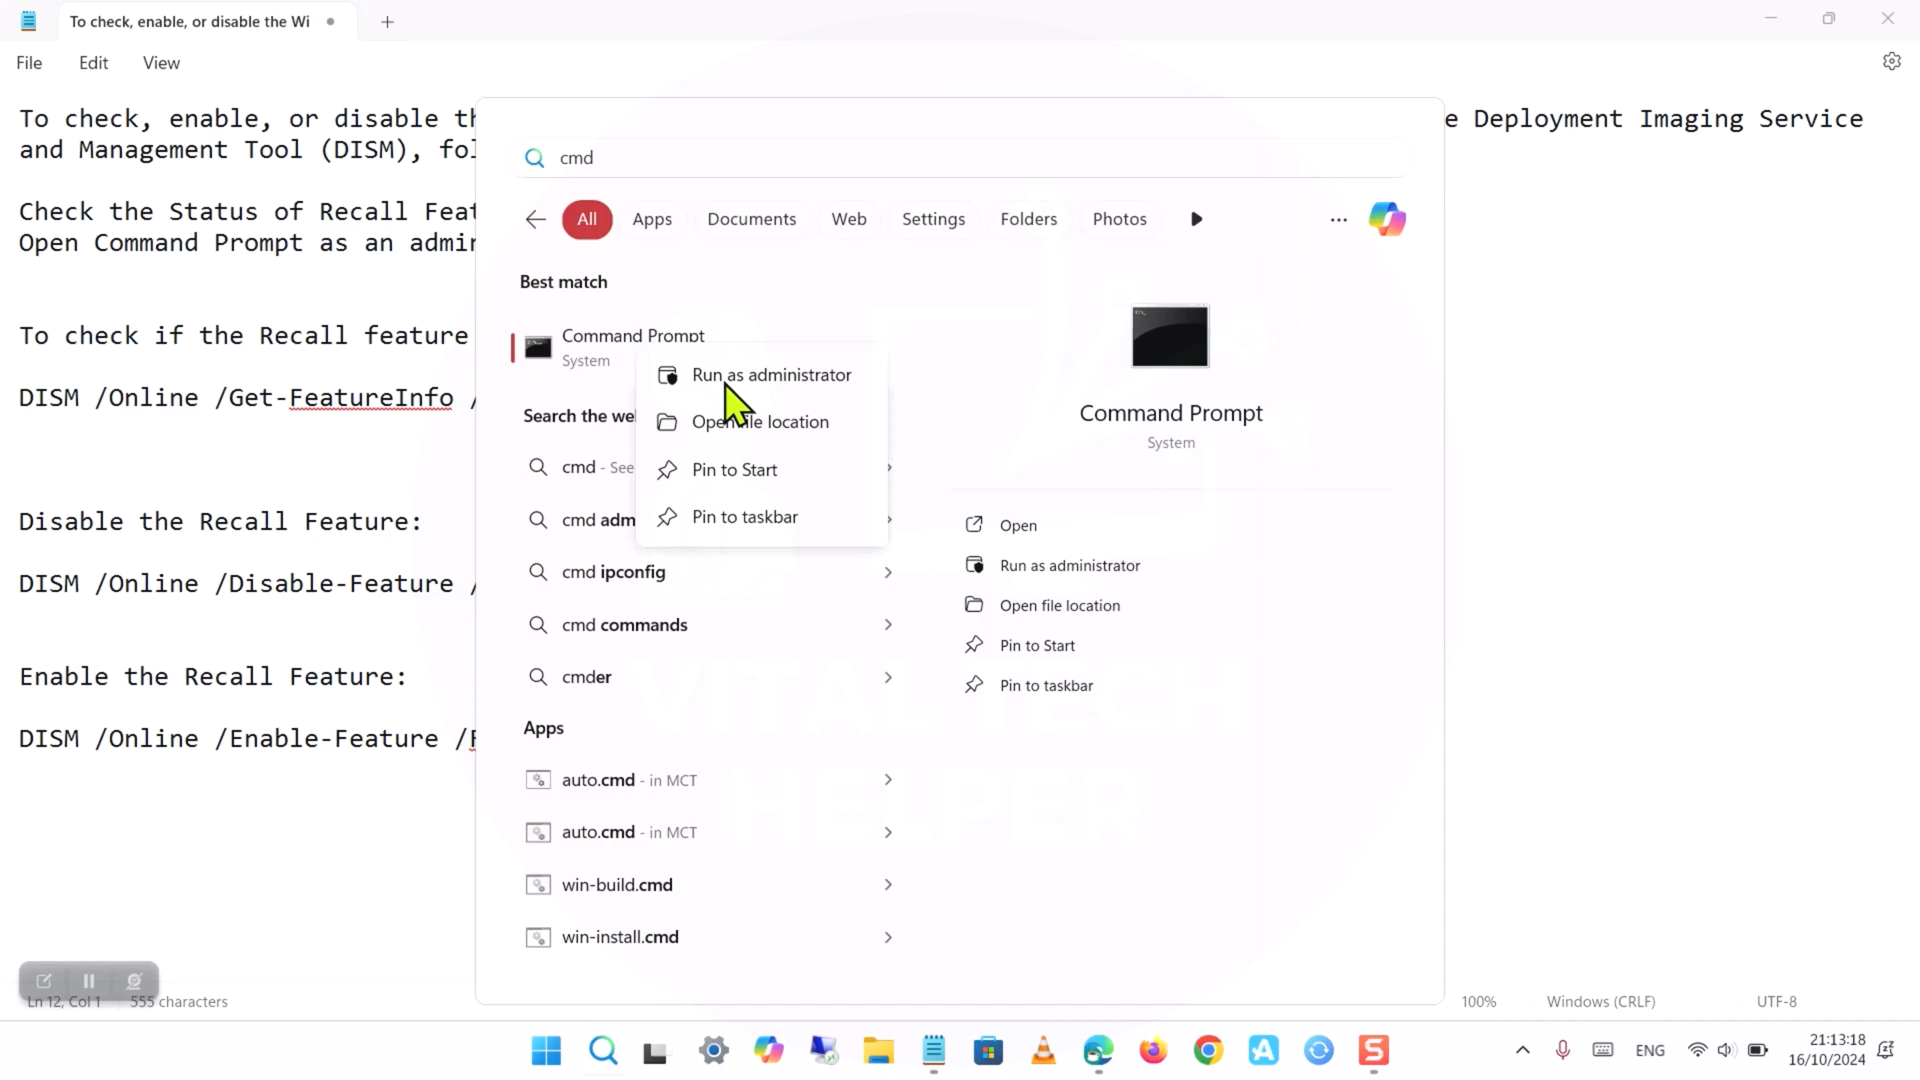 To check, enable, or disable the Wi
File Edit View
To check, enable, or disable th
e Deployment Imaging Service
and Management Tool (DISM), fol
Check the Status of Recall Feat
Open Command Prompt as an admin
To check if the Recall feature
DISM /Online /Get-FeatureInfo /
Disable the Recall Feature:
DISM /Online /Disable-Feature /
Enable the Recall Feature:
DISM /Online /Enable-Feature /F
cmd
All Apps Documents Web Settings Folders Photos
Best match
Command Prompt
System
Run as administrator
Open file location
Pin to Start
Pin to taskbar
Search the we
cmd - See
cmd adm
cmd ipconfig
cmd commands
cmder
Apps
auto.cmd - in MCT
auto.cmd - in MCT
win-build.cmd
win-install.cmd
Command Prompt
System
Open
Run as administrator
Open file location
Pin to Start
Pin to taskbar
VITAL TECH
HELPER
Ln 12, Col 1 555 characters
100% Windows (CRLF) UTF-8
ENG
21:13:18
16/10/2024